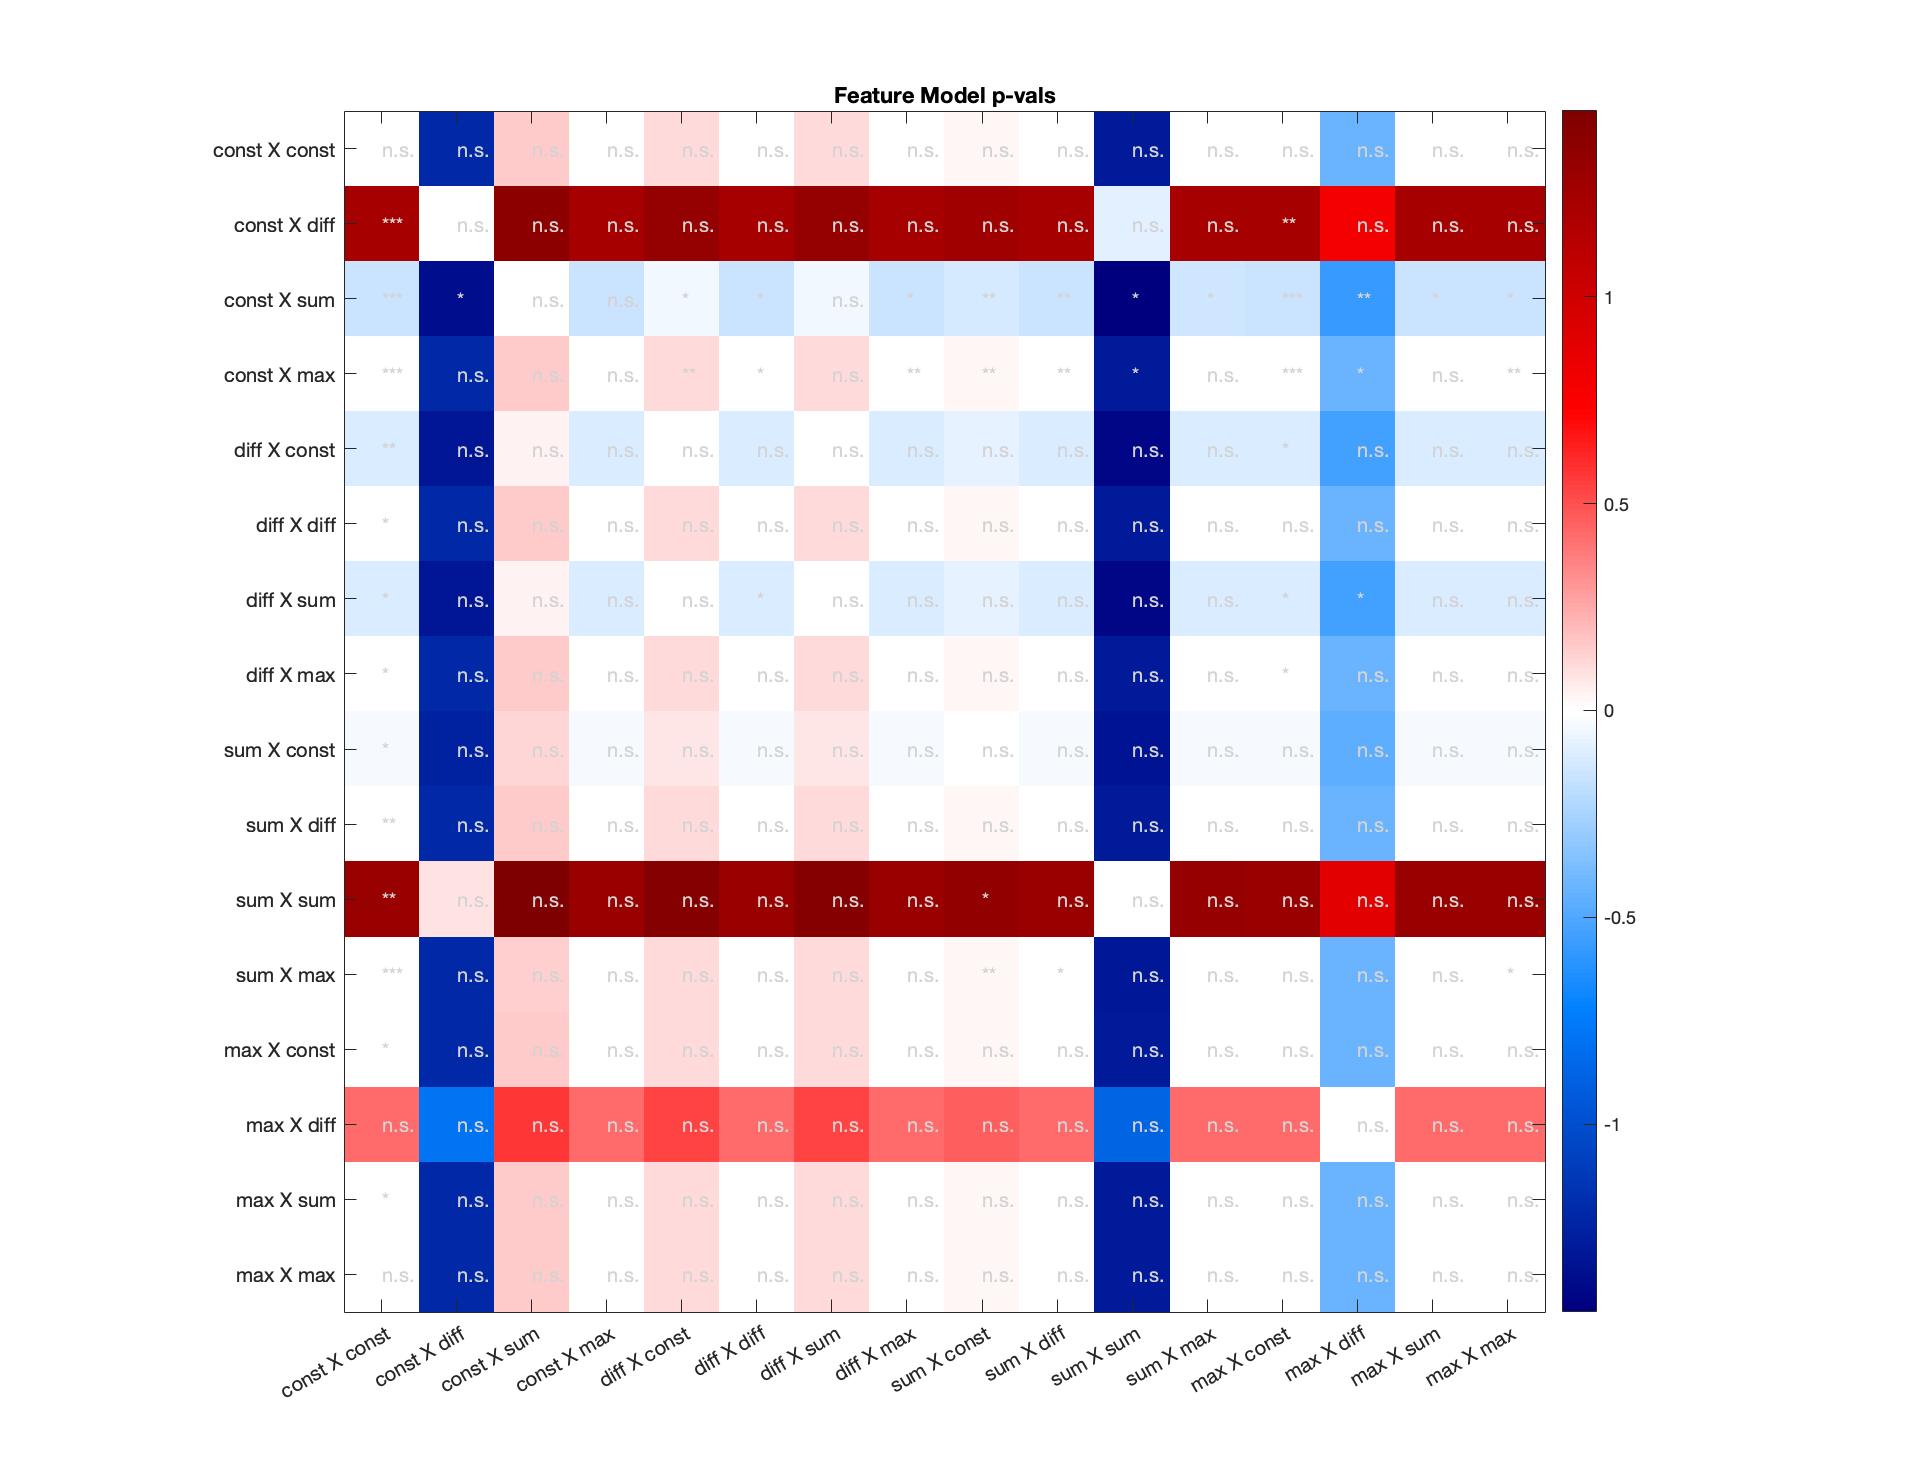 Feature Model p-vals
const X const n.s. n.s. n.s. n.s. n.s. n.s. n.s. n.s. n.s. n.s. n.s. n.s. n.s. n.s. n.s. n.s.
const X diff *** n.s. n.s. n.s. n.s. n.s. n.s. n.s. n.s. n.s. n.s. n.s. ** n.s. n.s. n.s.
1
const X sum *** * n.s. n.s. * * n.s. * ** ** * * *** ** * *
const X max *** n.s. n.s. n.s. ** * n.s. ** ** ** * n.s. *** * n.s. **
diff X const ** n.s. n.s. n.s. n.s. n.s. n.s. n.s. n.s. n.s. n.s. n.s. * n.s. n.s. n.s.
0.5
diff X diff * n.s. n.s. n.s. n.s. n.s. n.s. n.s. n.s. n.s. n.s. n.s. n.s. n.s. n.s. n.s.
diff X sum * n.s. n.s. n.s. n.s. * n.s. n.s. n.s. n.s. n.s. n.s. * * n.s. n.s.
diff X max * n.s. n.s. n.s. n.s. n.s. n.s. n.s. n.s. n.s. n.s. n.s. * n.s. n.s. n.s.
0
sum X const * n.s. n.s. n.s. n.s. n.s. n.s. n.s. n.s. n.s. n.s. n.s. n.s. n.s. n.s. n.s.
sum X diff ** n.s. n.s. n.s. n.s. n.s. n.s. n.s. n.s. n.s. n.s. n.s. n.s. n.s. n.s. n.s.
sum X sum ** n.s. n.s. n.s. n.s. n.s. n.s. n.s. * n.s. n.s. n.s. n.s. n.s. n.s. n.s.
-0.5
sum X max *** n.s. n.s. n.s. n.s. n.s. n.s. n.s. ** * n.s. n.s. n.s. n.s. n.s. *
max X const * n.s. n.s. n.s. n.s. n.s. n.s. n.s. n.s. n.s. n.s. n.s. n.s. n.s. n.s. n.s.
max X diff n.s. n.s. n.s. n.s. n.s. n.s. n.s. n.s. n.s. n.s. n.s. n.s. n.s. n.s. n.s. n.s.
-1
max X sum * n.s. n.s. n.s. n.s. n.s. n.s. n.s. n.s. n.s. n.s. n.s. n.s. n.s. n.s. n.s.
max X max n.s. n.s. n.s. n.s. n.s. n.s. n.s. n.s. n.s. n.s. n.s. n.s. n.s. n.s. n.s. n.s.
const X const
const X diff
const X sum
const X max
diff X const
diff X diff
diff X sum
diff X max
sum X const
sum X diff
sum X sum
sum X max
max X const
max X diff
max X sum
max X max